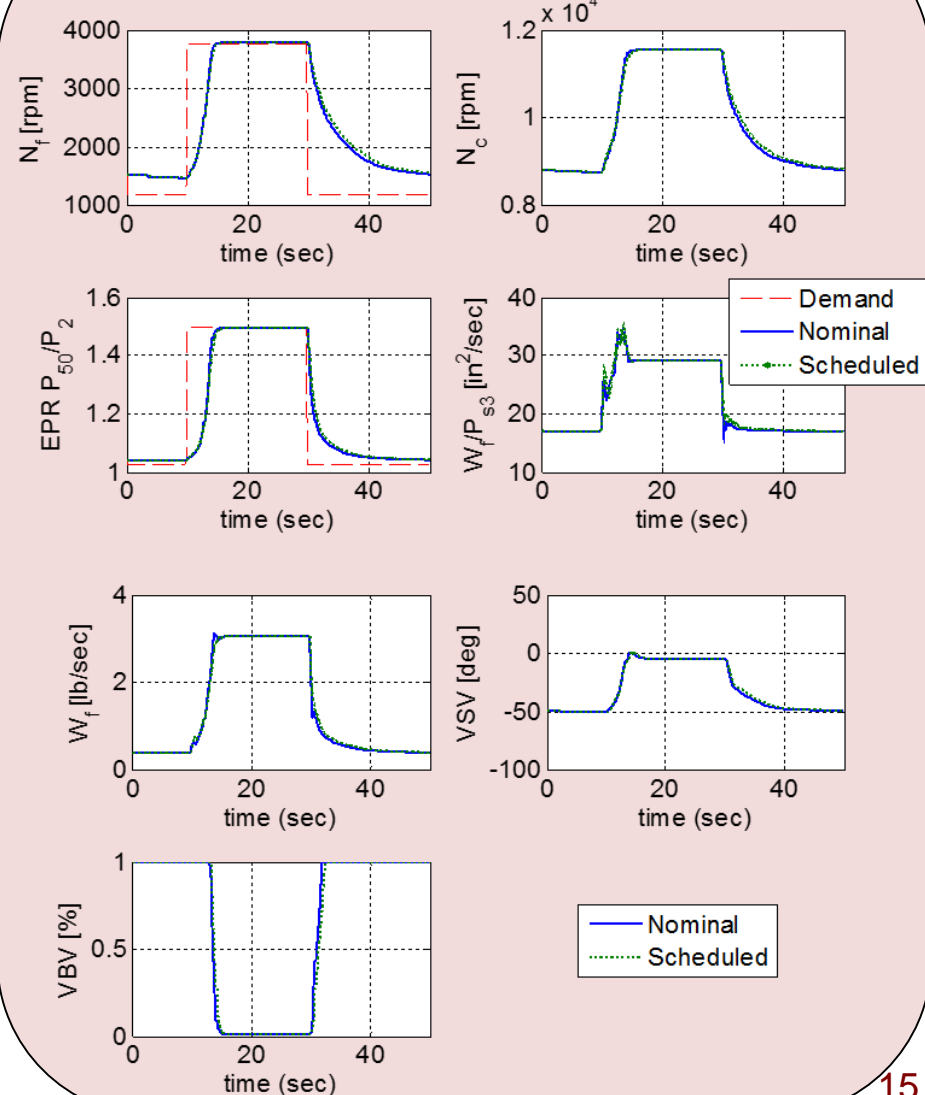 4000
3000
2000
1000
N_f [rpm]
0 20 40
time (sec)
x 10^4
1.2
1
0.8
N_c [rpm]
0 20 40
time (sec)
1.6
1.4
1.2
1
EPR P_50/P_2
0 20 40
time (sec)
40
30
20
10
W_f/P_s3 [in^2/sec]
0 20 40
time (sec)
Demand
Nominal
Scheduled
4
2
0
W_f [lb/sec]
0 20 40
time (sec)
50
0
-50
-100
VSV [deg]
0 20 40
time (sec)
1
0.5
0
VBV [%]
0 20 40
time (sec)
Nominal
Scheduled
15